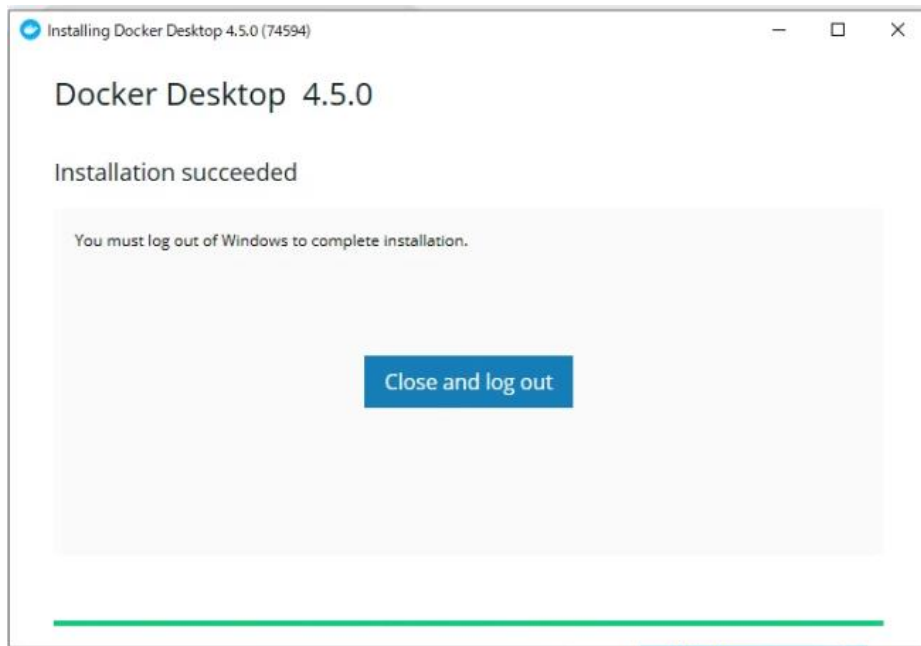 Installing Docker Desktop 4.5.0 (74594)
Docker Desktop 4.5.0
Installation succeeded
You must log out of Windows to complete installation.
Close and log out